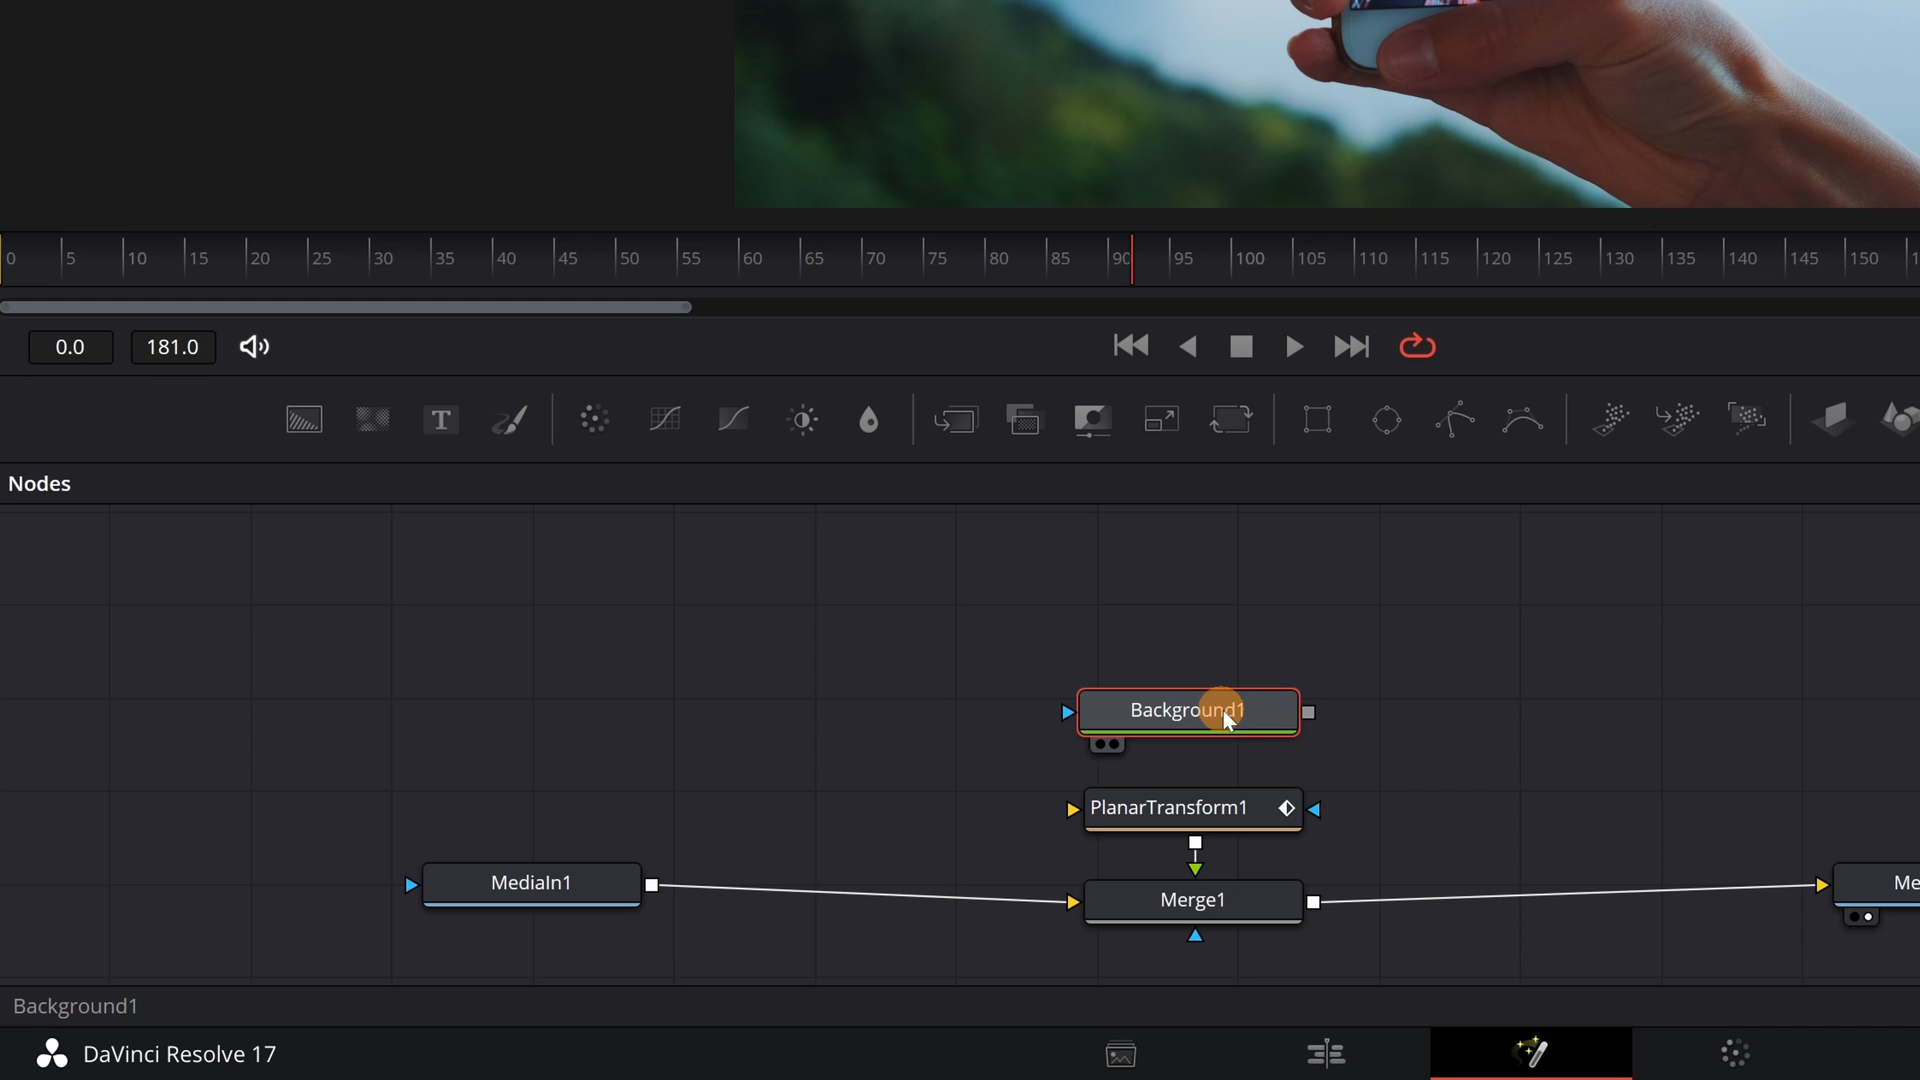 0 5 10 15 20 25 30 35 40 45 50 55 60 65 70 75 80 85 90 95 100 105 110 115 120 125 130 135 140 145 150 1
0.0 181.0
T
Nodes
Background1
PlanarTransform1
MediaIn1
Merge1
Me
Background1
DaVinci Resolve 17